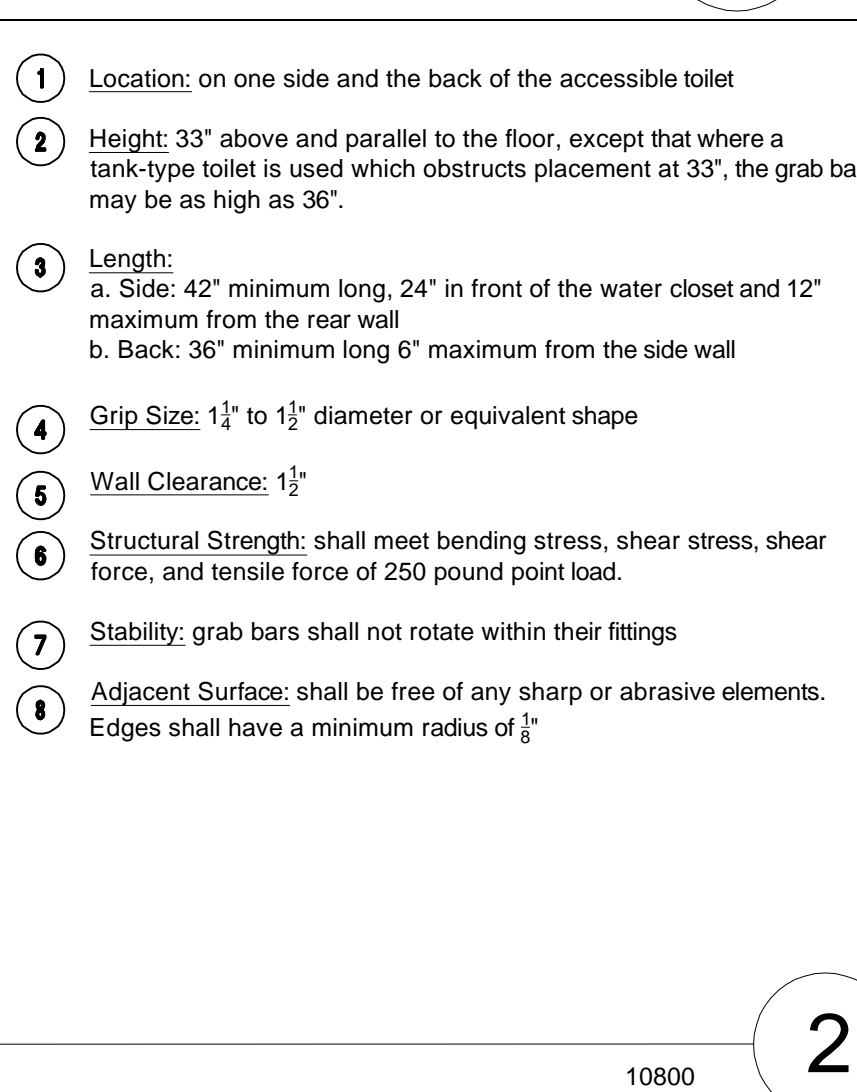 1 Location: on one side and the back of the accessible toilet
2 Height: 33" above and parallel to the floor, except that where a
tank-type toilet is used which obstructs placement at 33", the grab ba
may be as high as 36".
3 Length:
a. Side: 42" minimum long, 24" in front of the water closet and 12"
maximum from the rear wall
b. Back: 36" minimum long 6" maximum from the side wall
4 Grip Size: 1 1/4" to 1 1/2" diameter or equivalent shape
5 Wall Clearance: 1 1/2"
6 Structural Strength: shall meet bending stress, shear stress, shear
force, and tensile force of 250 pound point load.
7 Stability: grab bars shall not rotate within their fittings
8 Adjacent Surface: shall be free of any sharp or abrasive elements.
Edges shall have a minimum radius of 1/8"
2
10800